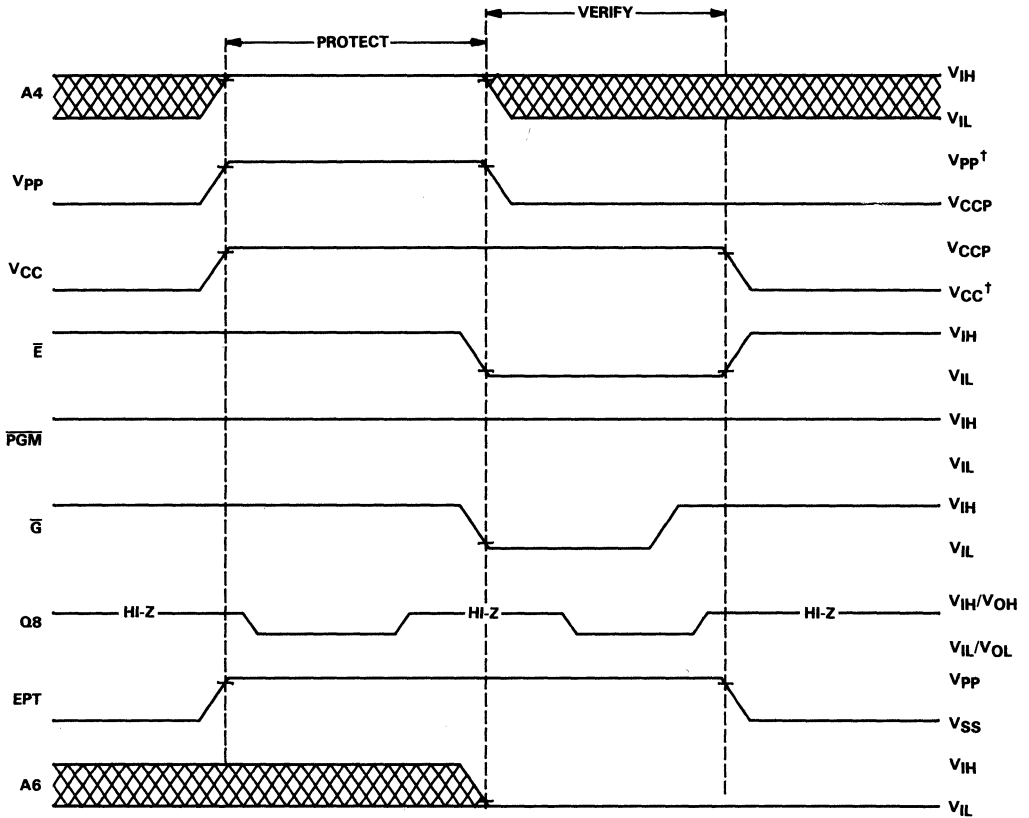 VERIFY
PROTECT
A4
VIH
VIL
VPP
VPP†
VCCP
VCC
VCCP
VCC†
E̅
VIH
VIL
P̅G̅M̅
VIH
VIL
G̅
VIH
VIL
Q8
HI-Z
HI-Z
HI-Z
VIH/VOH
VIL/VOL
EPT
VPP
VSS
A6
VIH
VIL